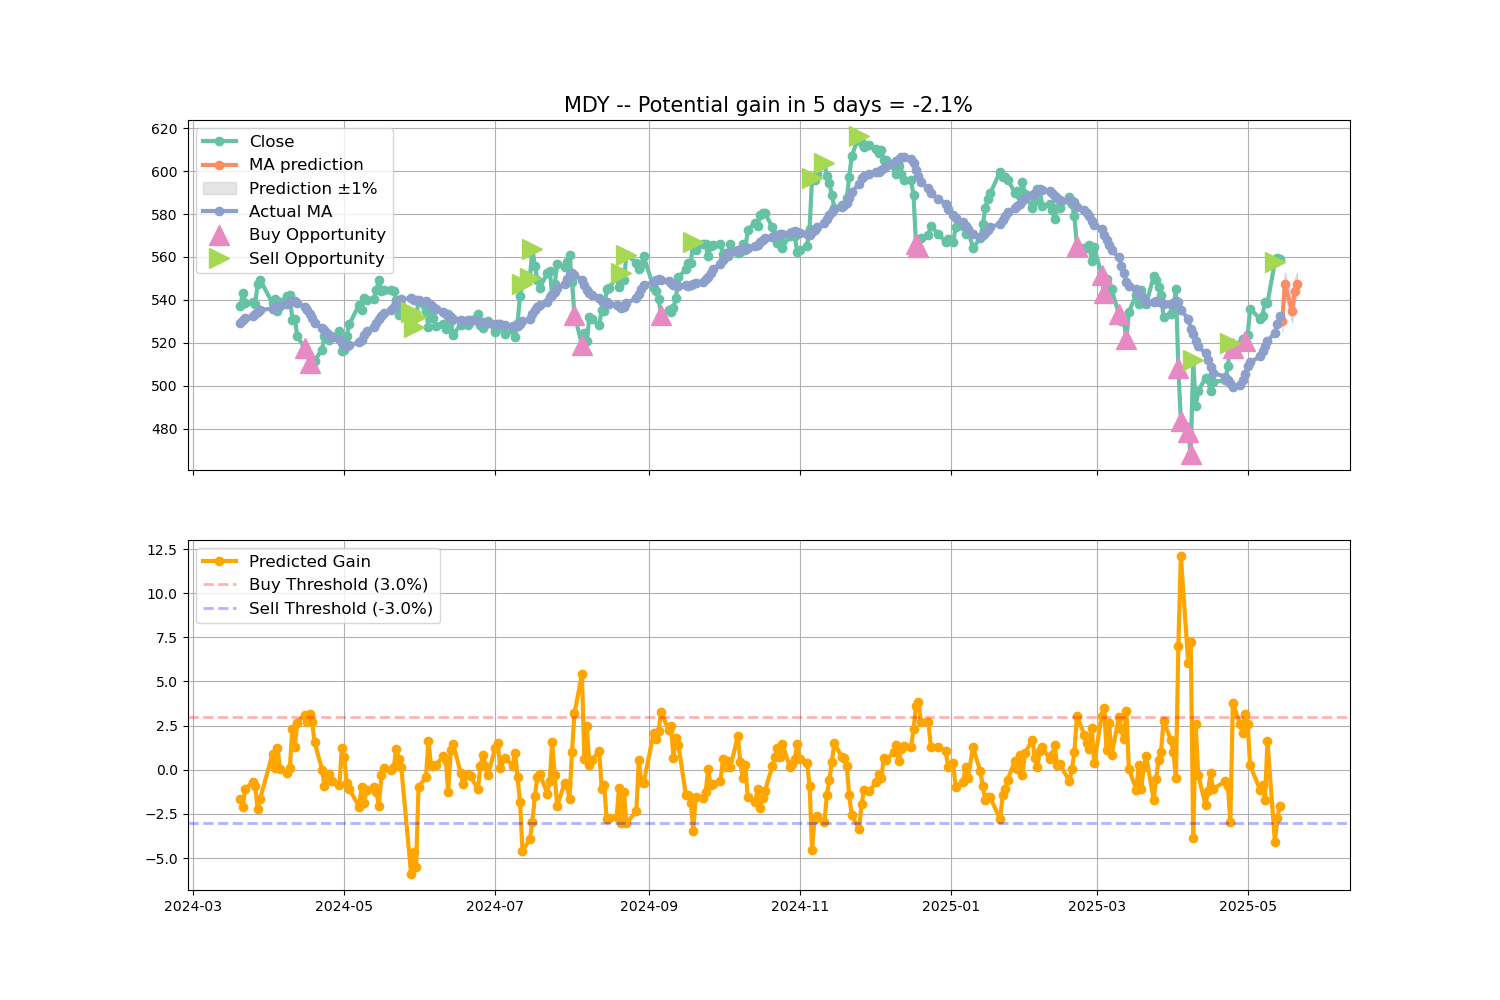 MDY -- Potential gain in 5 days = -2.1%
620
600
580
560
540
520
500
480
Close
MA prediction
Prediction ±1%
Actual MA
Buy Opportunity
Sell Opportunity
12.5
10.0
7.5
5.0
2.5
0.0
−2.5
−5.0
Predicted Gain
Buy Threshold (3.0%)
Sell Threshold (-3.0%)
2024-03
2024-05
2024-07
2024-09
2024-11
2025-01
2025-03
2025-05